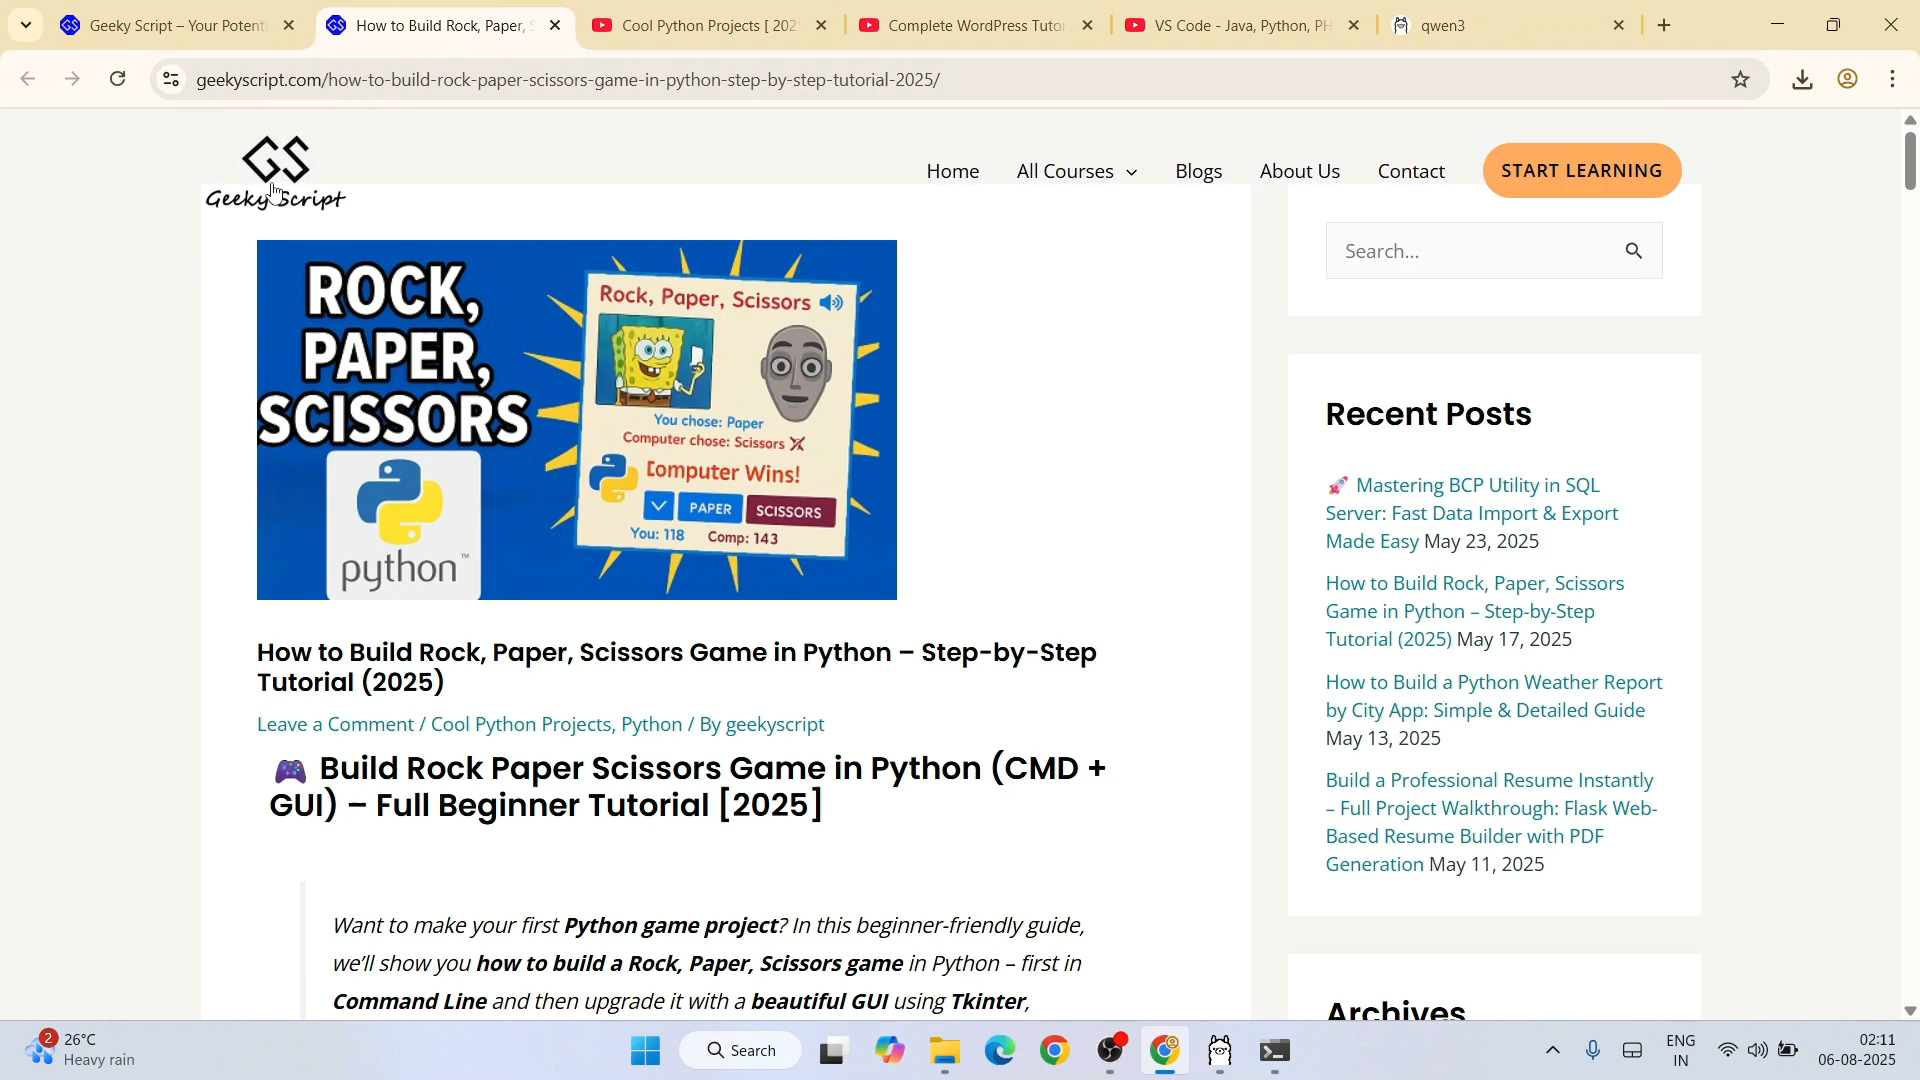 Geeky Script – Your Potenti
How to Build Rock, Paper, S
Cool Python Projects [ 202
Complete WordPress Tutor
VS Code - Java, Python, PH
qwen3
geekyscript.com/how-to-build-rock-paper-scissors-game-in-python-step-by-step-tutorial-2025/
GS
Geeky Script
Home
All Courses
Blogs
About Us
Contact
START LEARNING
ROCK,
PAPER,
SCISSORS
python™
Rock, Paper, Scissors
You chose: Paper
Computer chose: Scissors
Computer Wins!
PAPER
SCISSORS
You: 118 Comp: 143
How to Build Rock, Paper, Scissors Game in Python – Step-by-Step
Tutorial (2025)
Leave a Comment / Cool Python Projects, Python / By geekyscript
🎮 Build Rock Paper Scissors Game in Python (CMD +
GUI) – Full Beginner Tutorial [2025]
Want to make your first Python game project? In this beginner-friendly guide,
we’ll show you how to build a Rock, Paper, Scissors game in Python – first in
Command Line and then upgrade it with a beautiful GUI using Tkinter,
Search...
Recent Posts
🚀 Mastering BCP Utility in SQL
Server: Fast Data Import & Export
Made Easy May 23, 2025
How to Build Rock, Paper, Scissors
Game in Python – Step-by-Step
Tutorial (2025) May 17, 2025
How to Build a Python Weather Report
by City App: Simple & Detailed Guide
May 13, 2025
Build a Professional Resume Instantly
– Full Project Walkthrough: Flask Web-
Based Resume Builder with PDF
Generation May 11, 2025
Archives
2
26°C
Heavy rain
Search
ENG
IN
02:11
06-08-2025